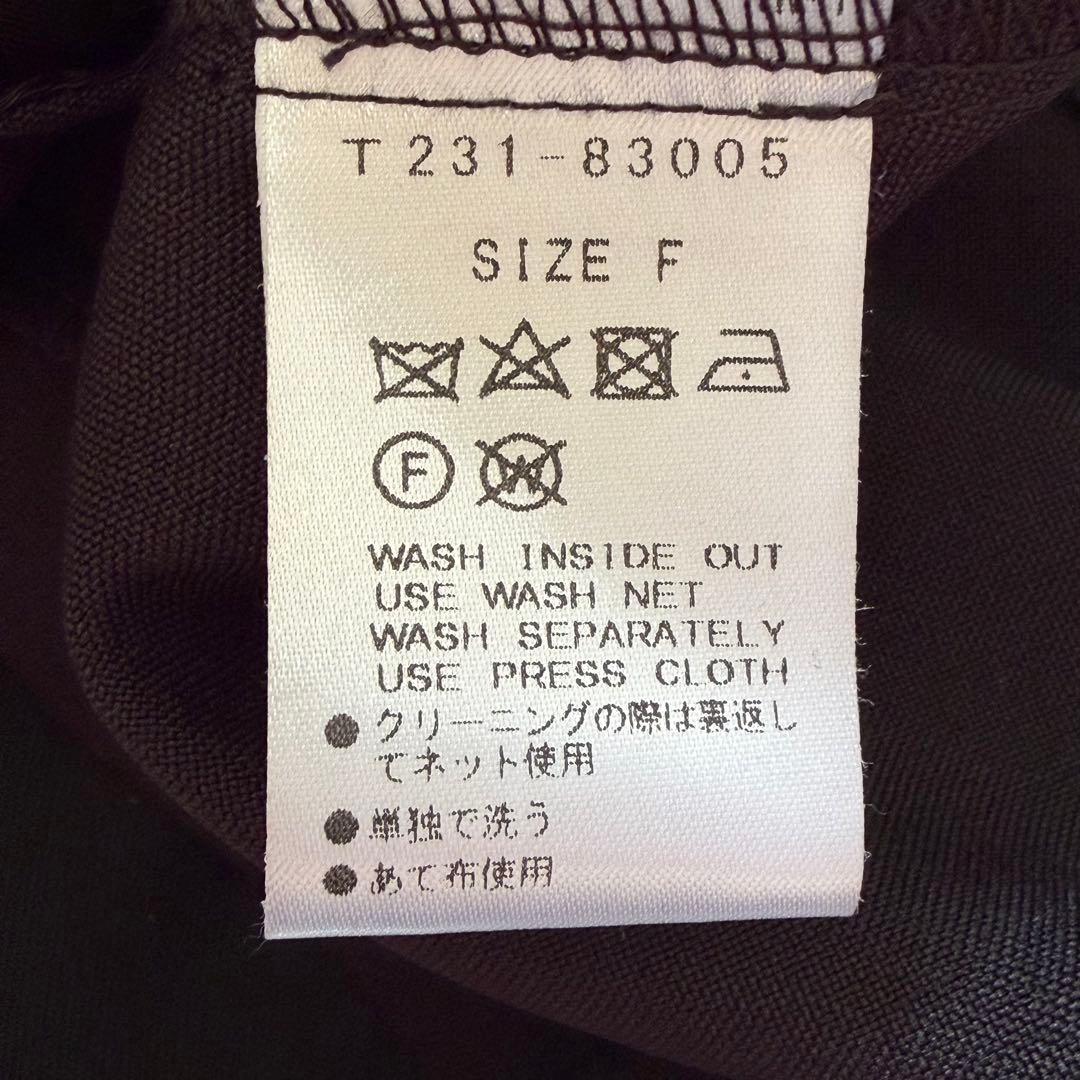 T231-83005
SIZE F
F
W
WASH INSIDE OUT
USE WASH NET
WASH SEPARATELY
USE PRESS CLOTH
●クリーニングの際は裏返し
てネット使用
●単独で洗う
●あて布使用